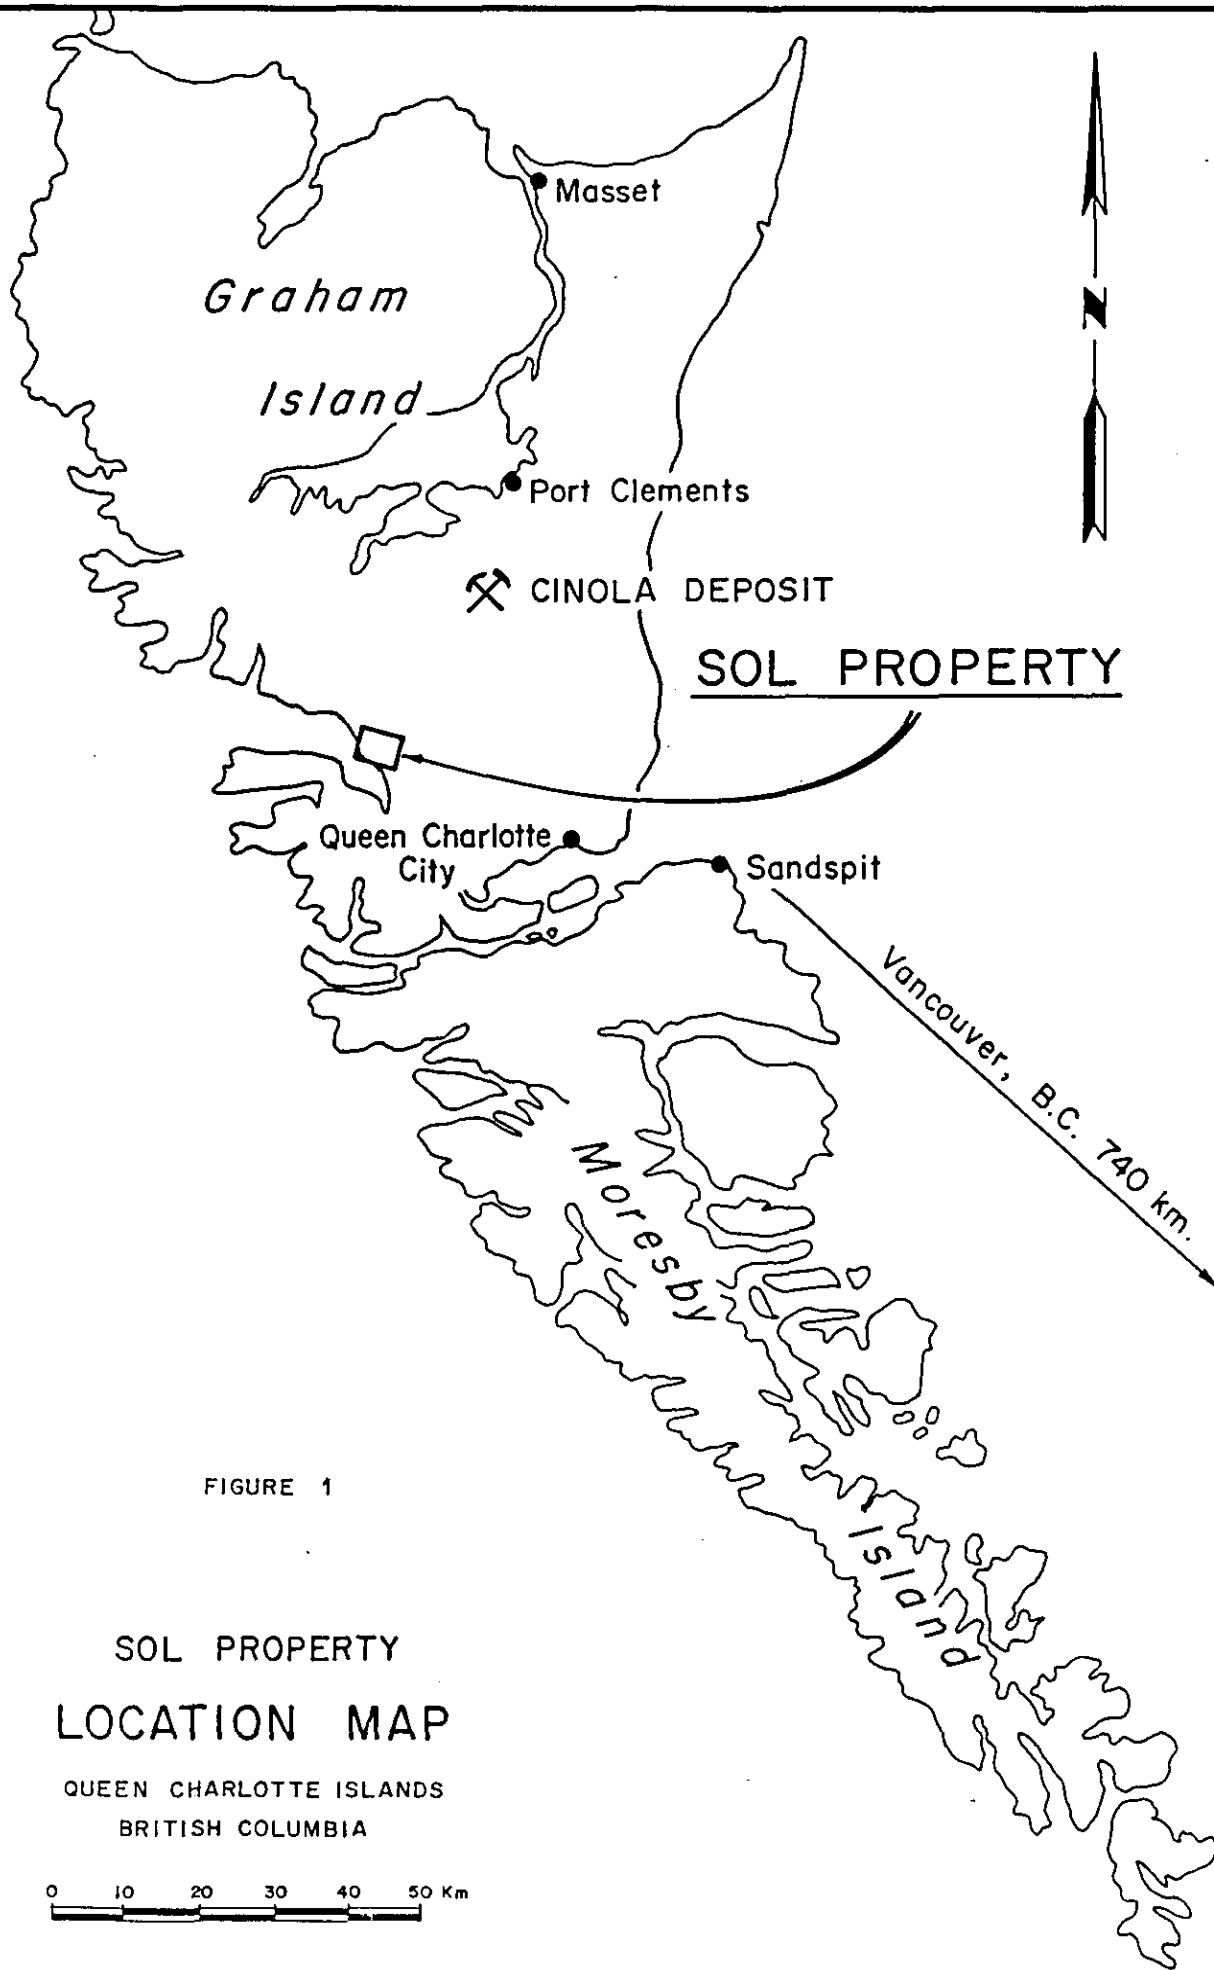 Masset
Graham
Island
Port Clements
CINOLA DEPOSIT
SOL PROPERTY
Queen Charlotte
City
Sandspit
Vancouver, B.C. 740 km.
Moresby
Island
N
FIGURE 1
SOL PROPERTY
LOCATION MAP
QUEEN CHARLOTTE ISLANDS
BRITISH COLUMBIA
0 10 20 30 40 50 Km